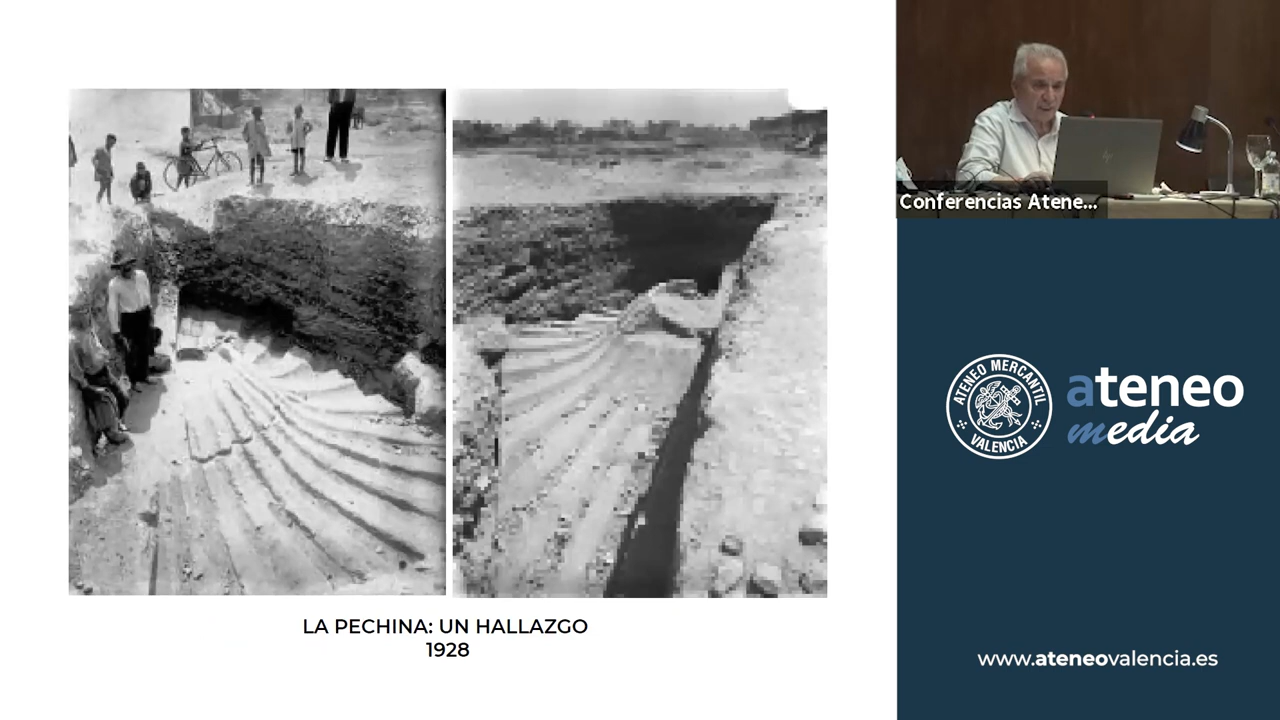 LA PECHINA: UN HALLAZGO
1928
Conferencias Atene...
ATENEO MERCANTIL
VALENCIA
ateneo
media
www.ateneovalencia.es